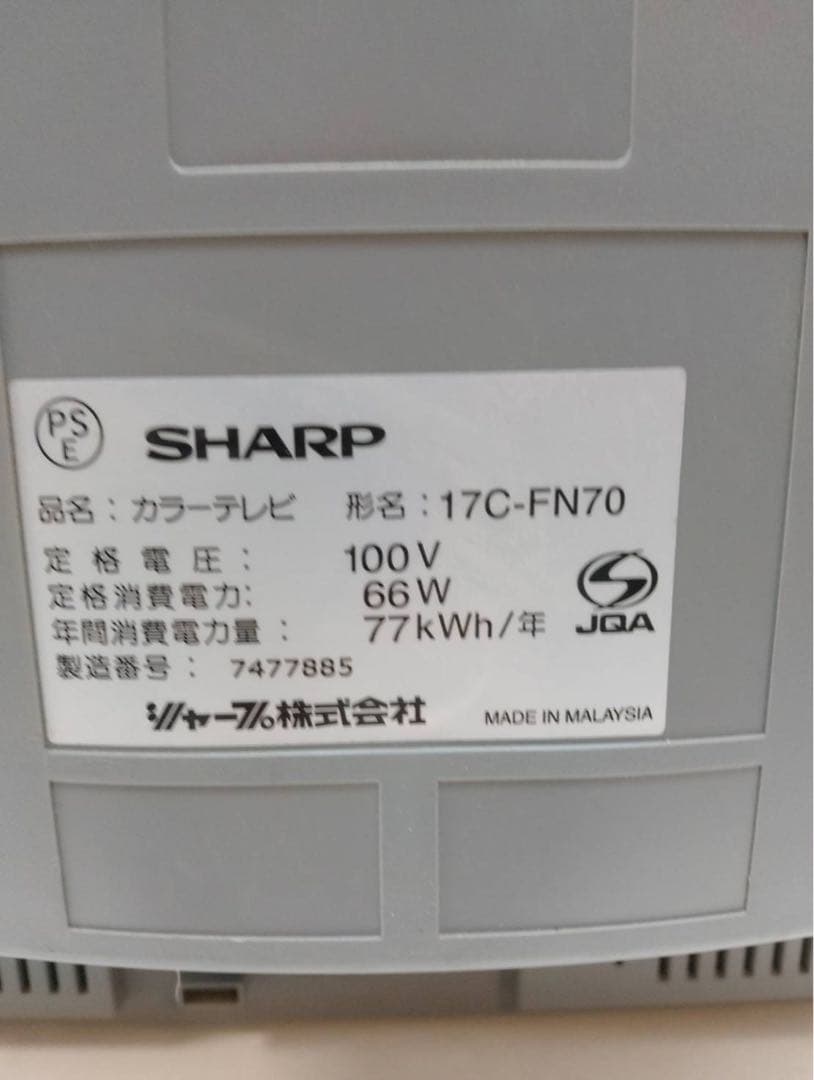 PS
E
SHARP
品名：カラーテレビ 形名：17C-FN70
定格電圧： 100V
定格消費電力: 66W
年間消費電力量： 77kWh/年
製造番号： 7477885
JQA
シャープ株式会社 MADE IN MALAYSIA